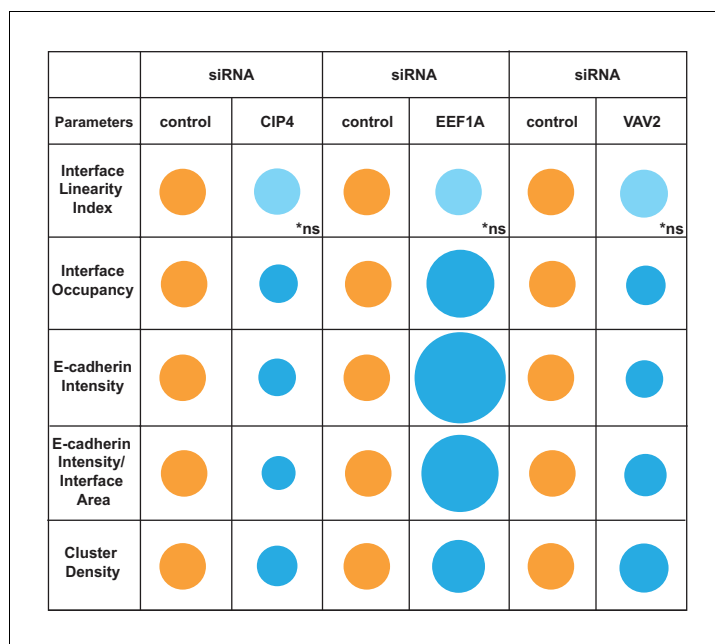 siRNA siRNA siRNA
Parameters control CIP4 control EEF1A control VAV2
Interface
Linearity
Index
*ns *ns *ns
Interface
Occupancy
E-cadherin
Intensity
E-cadherin
Intensity/
Interface
Area
Cluster
Density